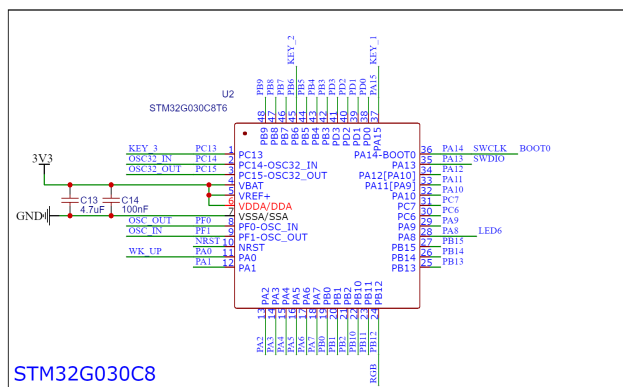 KEY_2
KEY_1
PB9
PB8
PB7
PB6
PB5
PB4
PB3
PD3
PD2
PD1
PD0
PA15
U2
STM32G030C8T6
48
47
46
45
44
43
42
41
40
39
38
37
PB9
PB8
PB7
PB6
PB5
PB4
PB3
PD3
PD2
PD1
PD0
PA15
KEY_3 PC13 1 PC13
OSC32_IN PC14 2 PC14-OSC32_IN
OSC32_OUT PC15 3 PC15-OSC32_OUT
3V3
4 VBAT
5 VREF+
6 VDDA/DDA
C13
4.7uF
C14
100nF
GND
7 VSSA/SSA
OSC_OUT PF0 8 PF0-OSC_IN
OSC_IN PF1 9 PF1-OSC_OUT
NRST 10 NRST
WK_UP PA0 11 PA0
PA1 12 PA1
PA14-BOOT0 36 PA14 SWCLK BOOT0
PA13 35 PA13 SWDIO
PA12[PA10] 34 PA12
PA11[PA9] 33 PA11
PA10 32 PA10
PC7 31 PC7
PC6 30 PC6
PA9 29 PA9
PA8 28 PA8 LED6
PB15 27 PB15
PB14 26 PB14
PB13 25 PB13
PA2
PA3
PA4
PA5
PA6
PA7
PB0
PB1
PB2
PB10
PB11
PB12
13
14
15
16
17
18
19
20
21
22
23
24
PA2
PA3
PA4
PA5
PA6
PA7
PB0
PB1
PB2
PB10
PB11
PB12
RGB
STM32G030C8